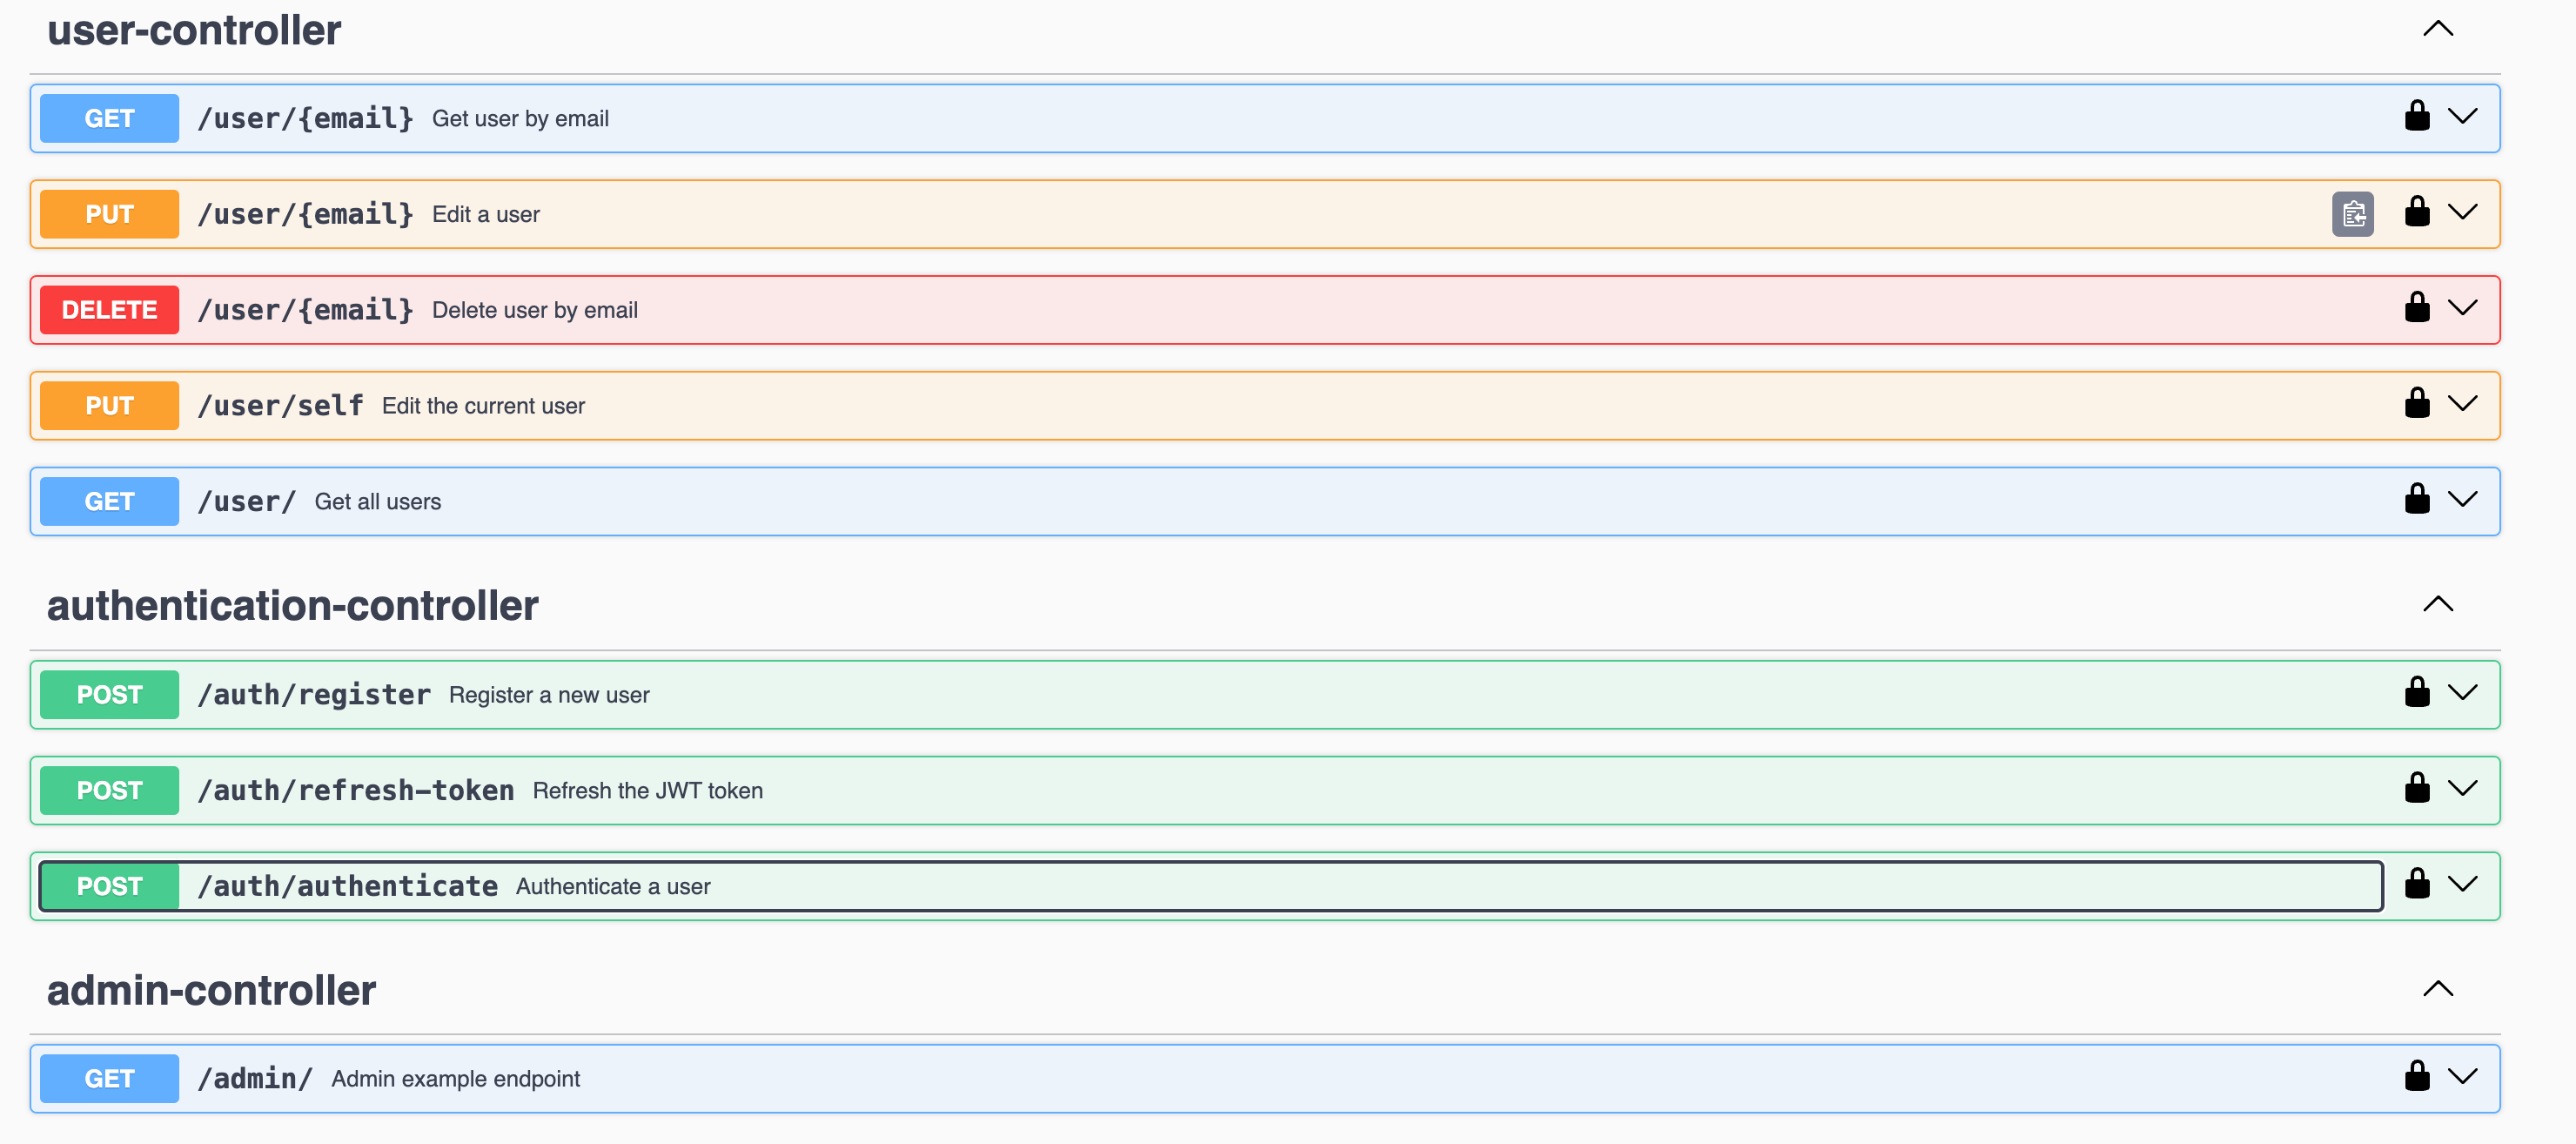 user-controller
GET /user/{email} Get user by email
PUT /user/{email} Edit a user
DELETE /user/{email} Delete user by email
PUT /user/self Edit the current user
GET /user/ Get all users
authentication-controller
POST /auth/register Register a new user
POST /auth/refresh-token Refresh the JWT token
POST /auth/authenticate Authenticate a user
admin-controller
GET /admin/ Admin example endpoint